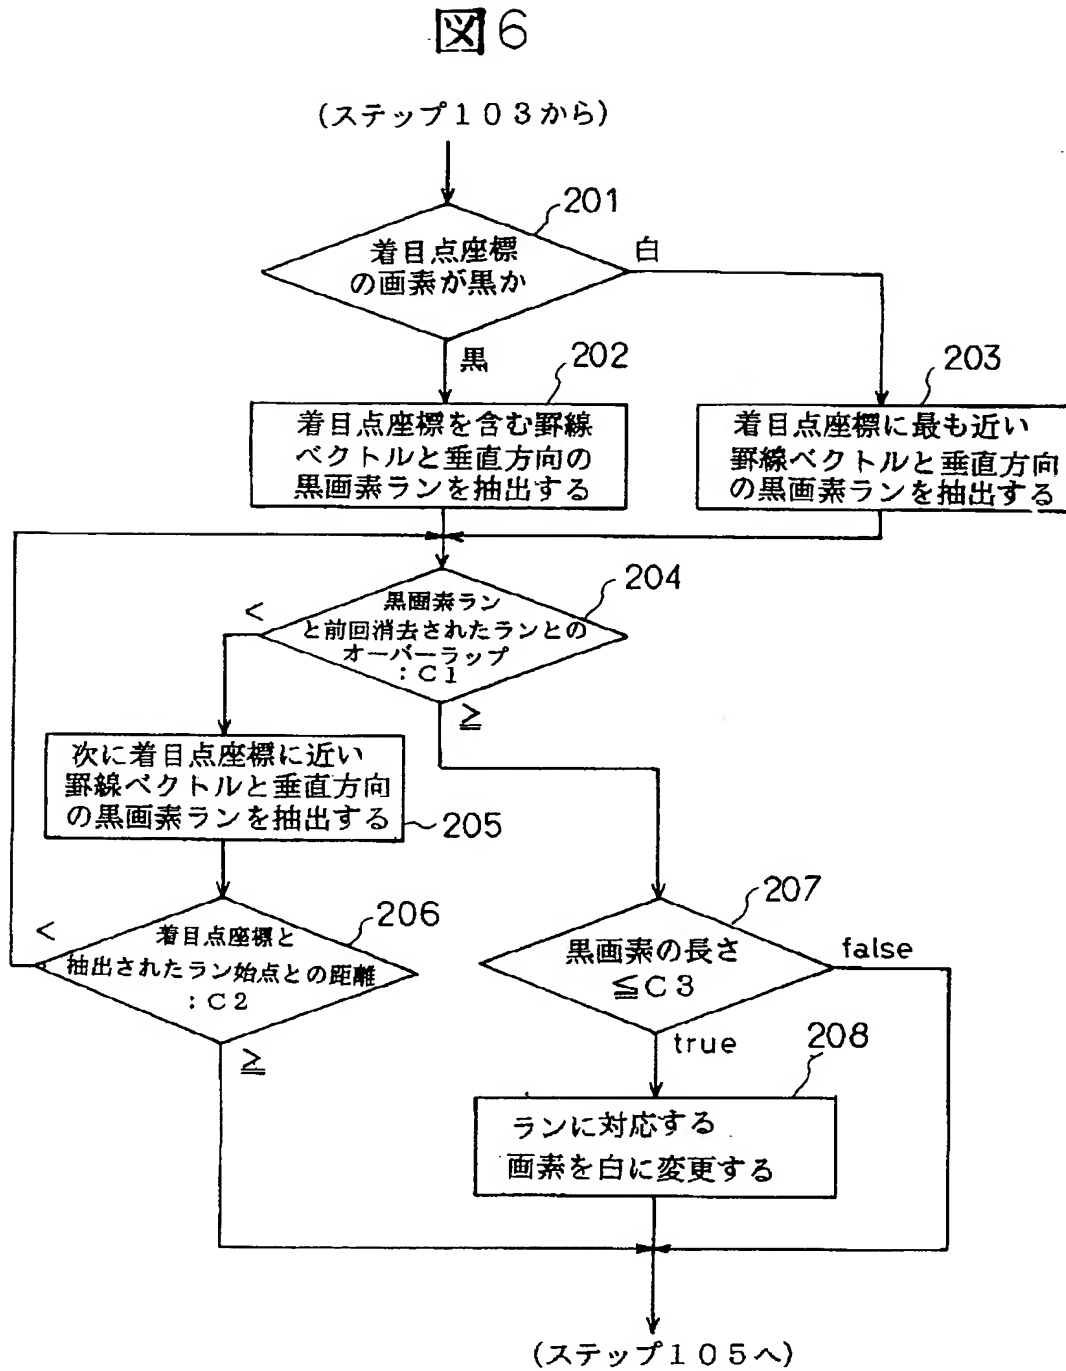 図6
(ステップ103から)
201
着目点座標
の画素が黒か
白
黒
202
着目点座標を含む罫線
ベクトルと垂直方向の
黒画素ランを抽出する
203
着目点座標に最も近い
罫線ベクトルと垂直方向
の黒画素ランを抽出する
204
黒画素ラン
と前回消去されたランとの
オーバーラップ
:C1
<
≧
次に着目点座標に近い
罫線ベクトルと垂直方向
の黒画素ランを抽出する
205
206
着目点座標と
抽出されたラン始点との距離
:C2
<
≧
207
黒画素の長さ
≦C3
false
true
208
ランに対応する
画素を白に変更する
(ステップ105へ)